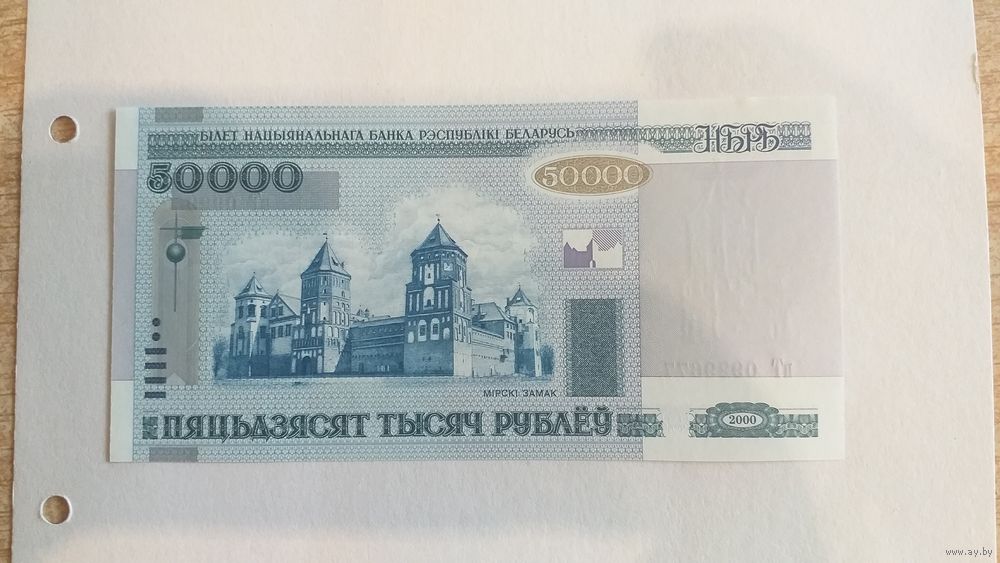 БІЛЕТ НАЦЫЯНАЛЬНАГА БАНКА РЭСПУБЛІКІ БЕЛАРУСЬ
НБРБ
50000
50000
МІРСКІ ЗАМАК
ПЯЦЬДЗЯСЯТ ТЫСЯЧ РУБЛЁЎ
2000
www.ay.by